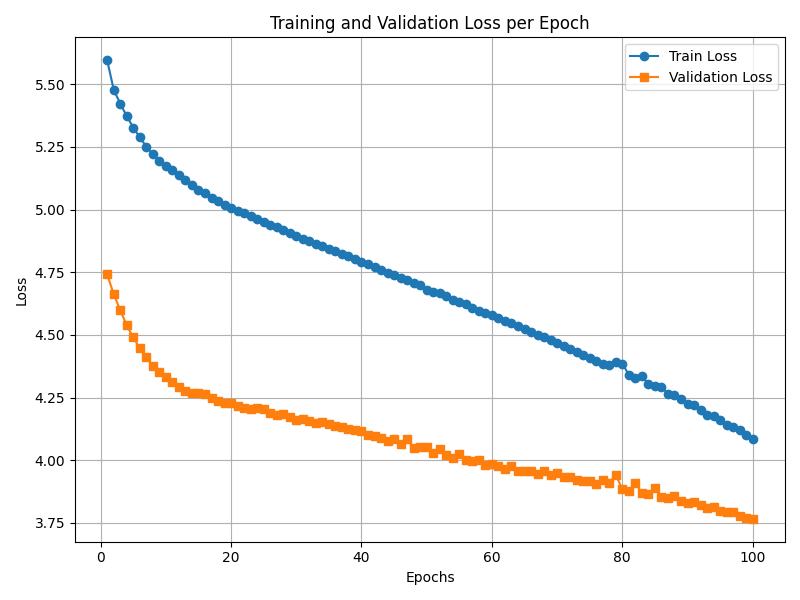 Training and Validation Loss per Epoch
Train Loss
Validation Loss
Loss
5.50
5.25
5.00
4.75
4.50
4.25
4.00
3.75
0 20 40 60 80 100
Epochs